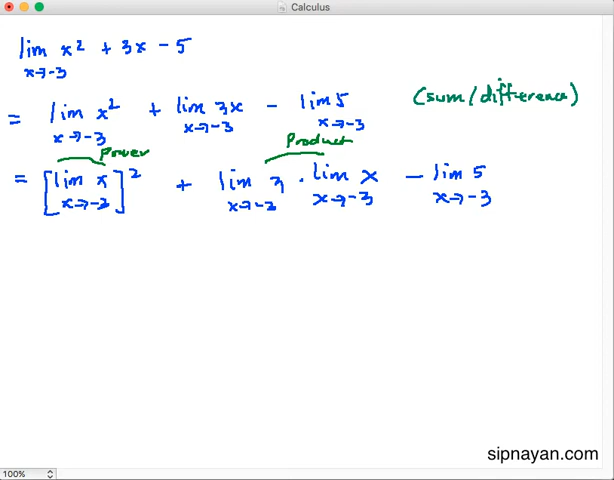 Calculus
lim x² + 3x - 5
x→-3
= lim x² + lim 3x - lim 5 (sum/difference)
x→-3 x→-3 x→-3
Power Product
= [lim x]² + lim 3 · lim x - lim 5
x→-3 x→-3 x→-3 x→-3
sipnayan.com
100%